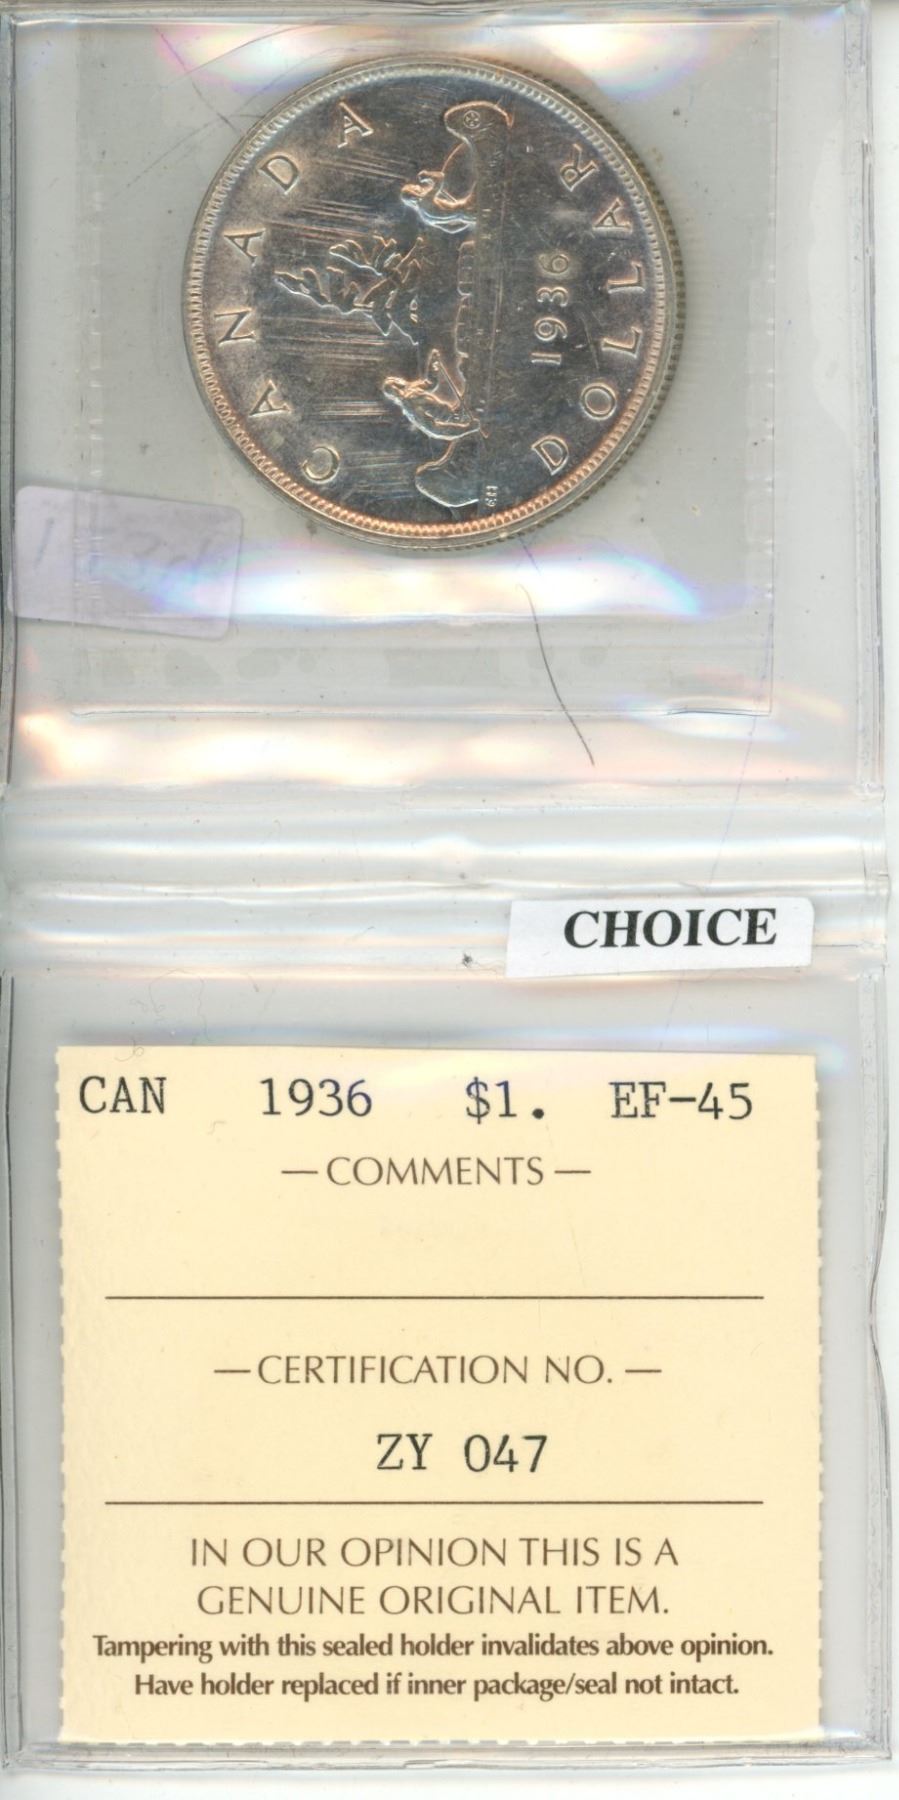 CANADA
1936
DOLLAR
EH
CHOICE
CAN 1936 $1. EF-45
— COMMENTS —
— CERTIFICATION NO. —
ZY 047
IN OUR OPINION THIS IS A
GENUINE ORIGINAL ITEM.
Tampering with this sealed holder invalidates above opinion.
Have holder replaced if inner package/seal not intact.